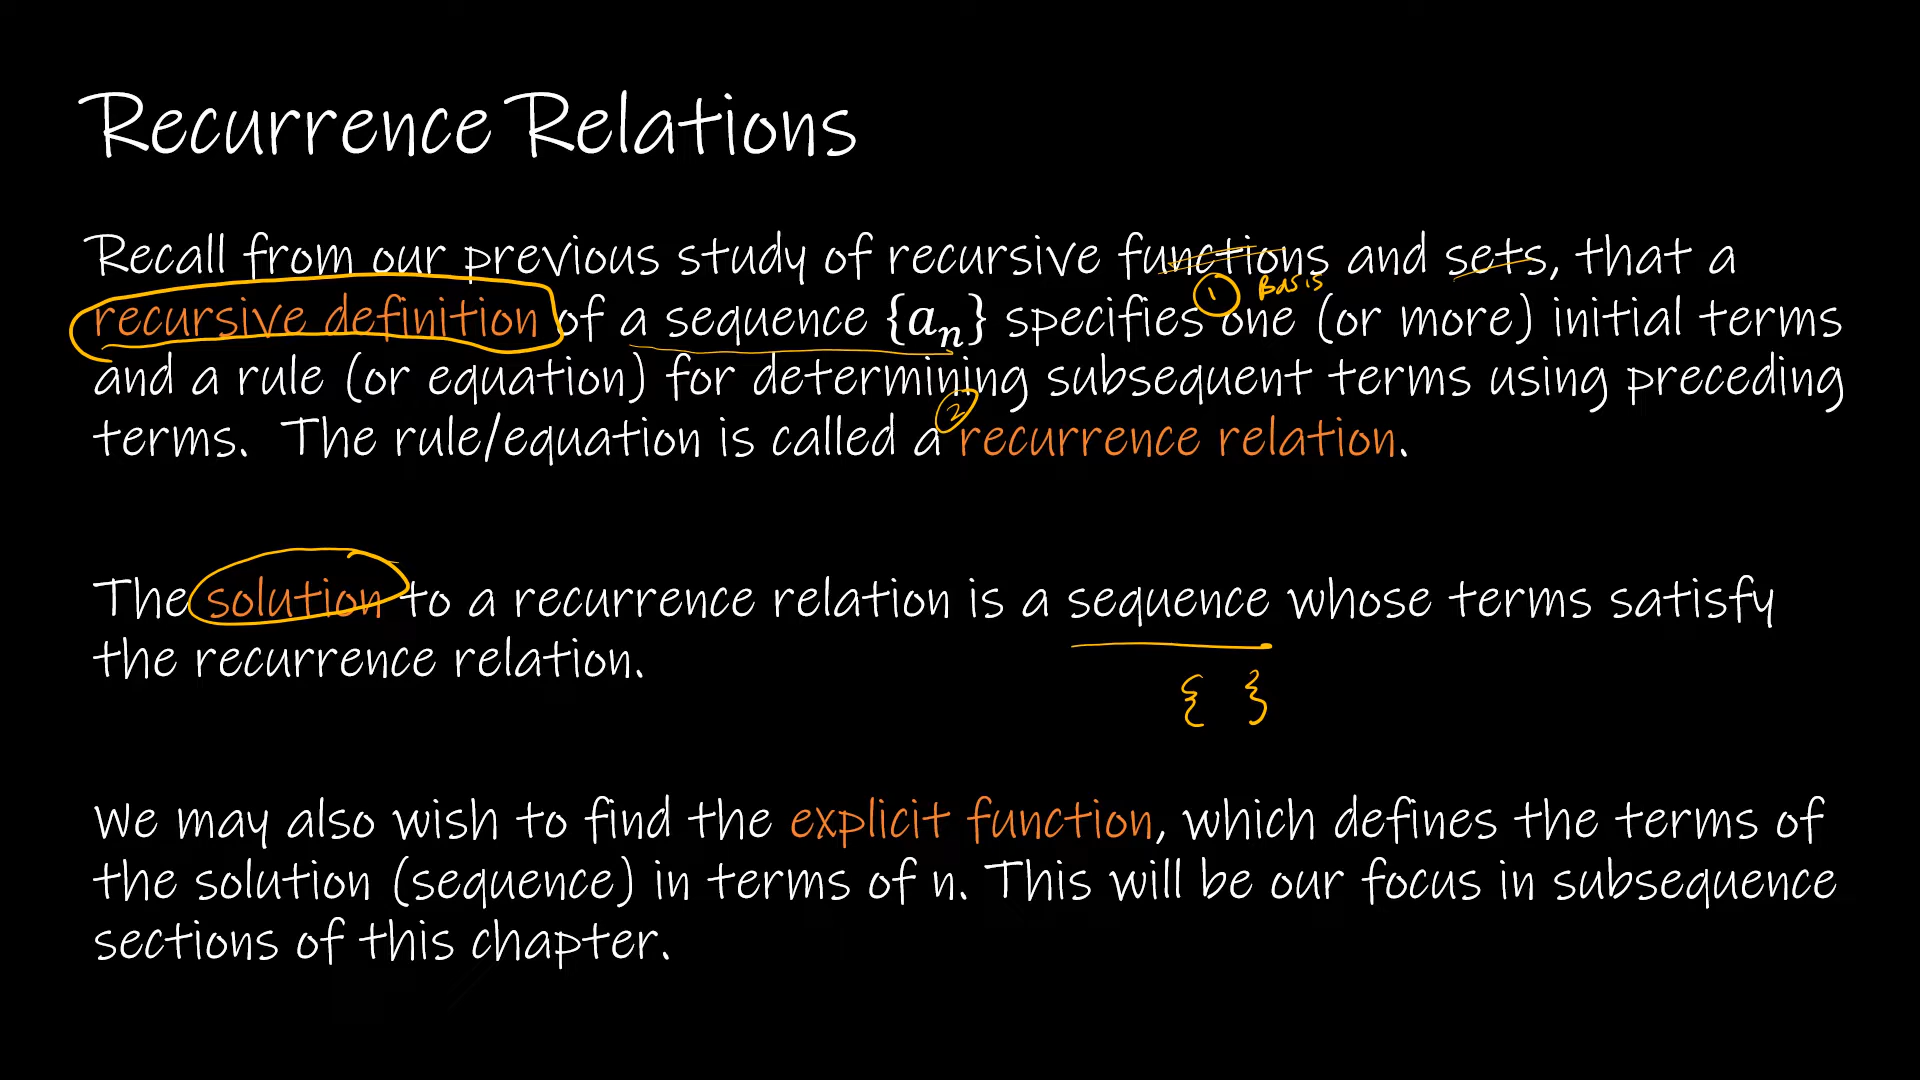 Recurrence Relations
Recall from our previous study of recursive functions and sets, that a
① Basis
recursive definition of a sequence {aₙ} specifies one (or more) initial terms
and a rule (or equation) for determining subsequent terms using preceding
②
terms. The rule/equation is called a recurrence relation.
The solution to a recurrence relation is a sequence whose terms satisfy
the recurrence relation.
{ }
We may also wish to find the explicit function, which defines the terms of
the solution (sequence) in terms of n. This will be our focus in subsequence
sections of this chapter.